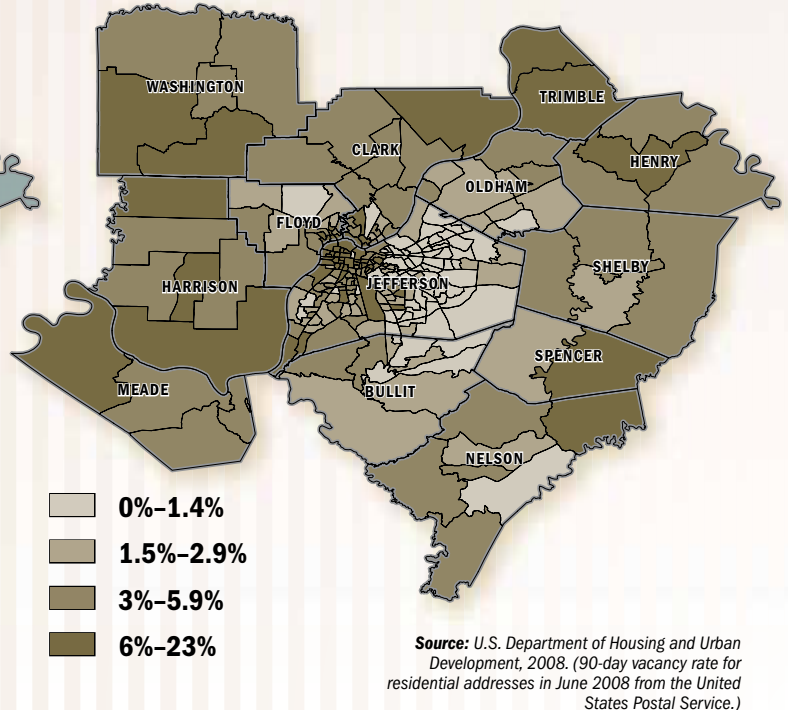 WASHINGTON
TRIMBLE
CLARK
HENRY
OLDHAM
FLOYD
SHELBY
JEFFERSON
HARRISON
SPENCER
MEADE
BULLIT
NELSON
0%–1.4%
1.5%–2.9%
3%–5.9%
6%–23%
Source: U.S. Department of Housing and Urban
Development, 2008. (90-day vacancy rate for
residential addresses in June 2008 from the United
States Postal Service.)